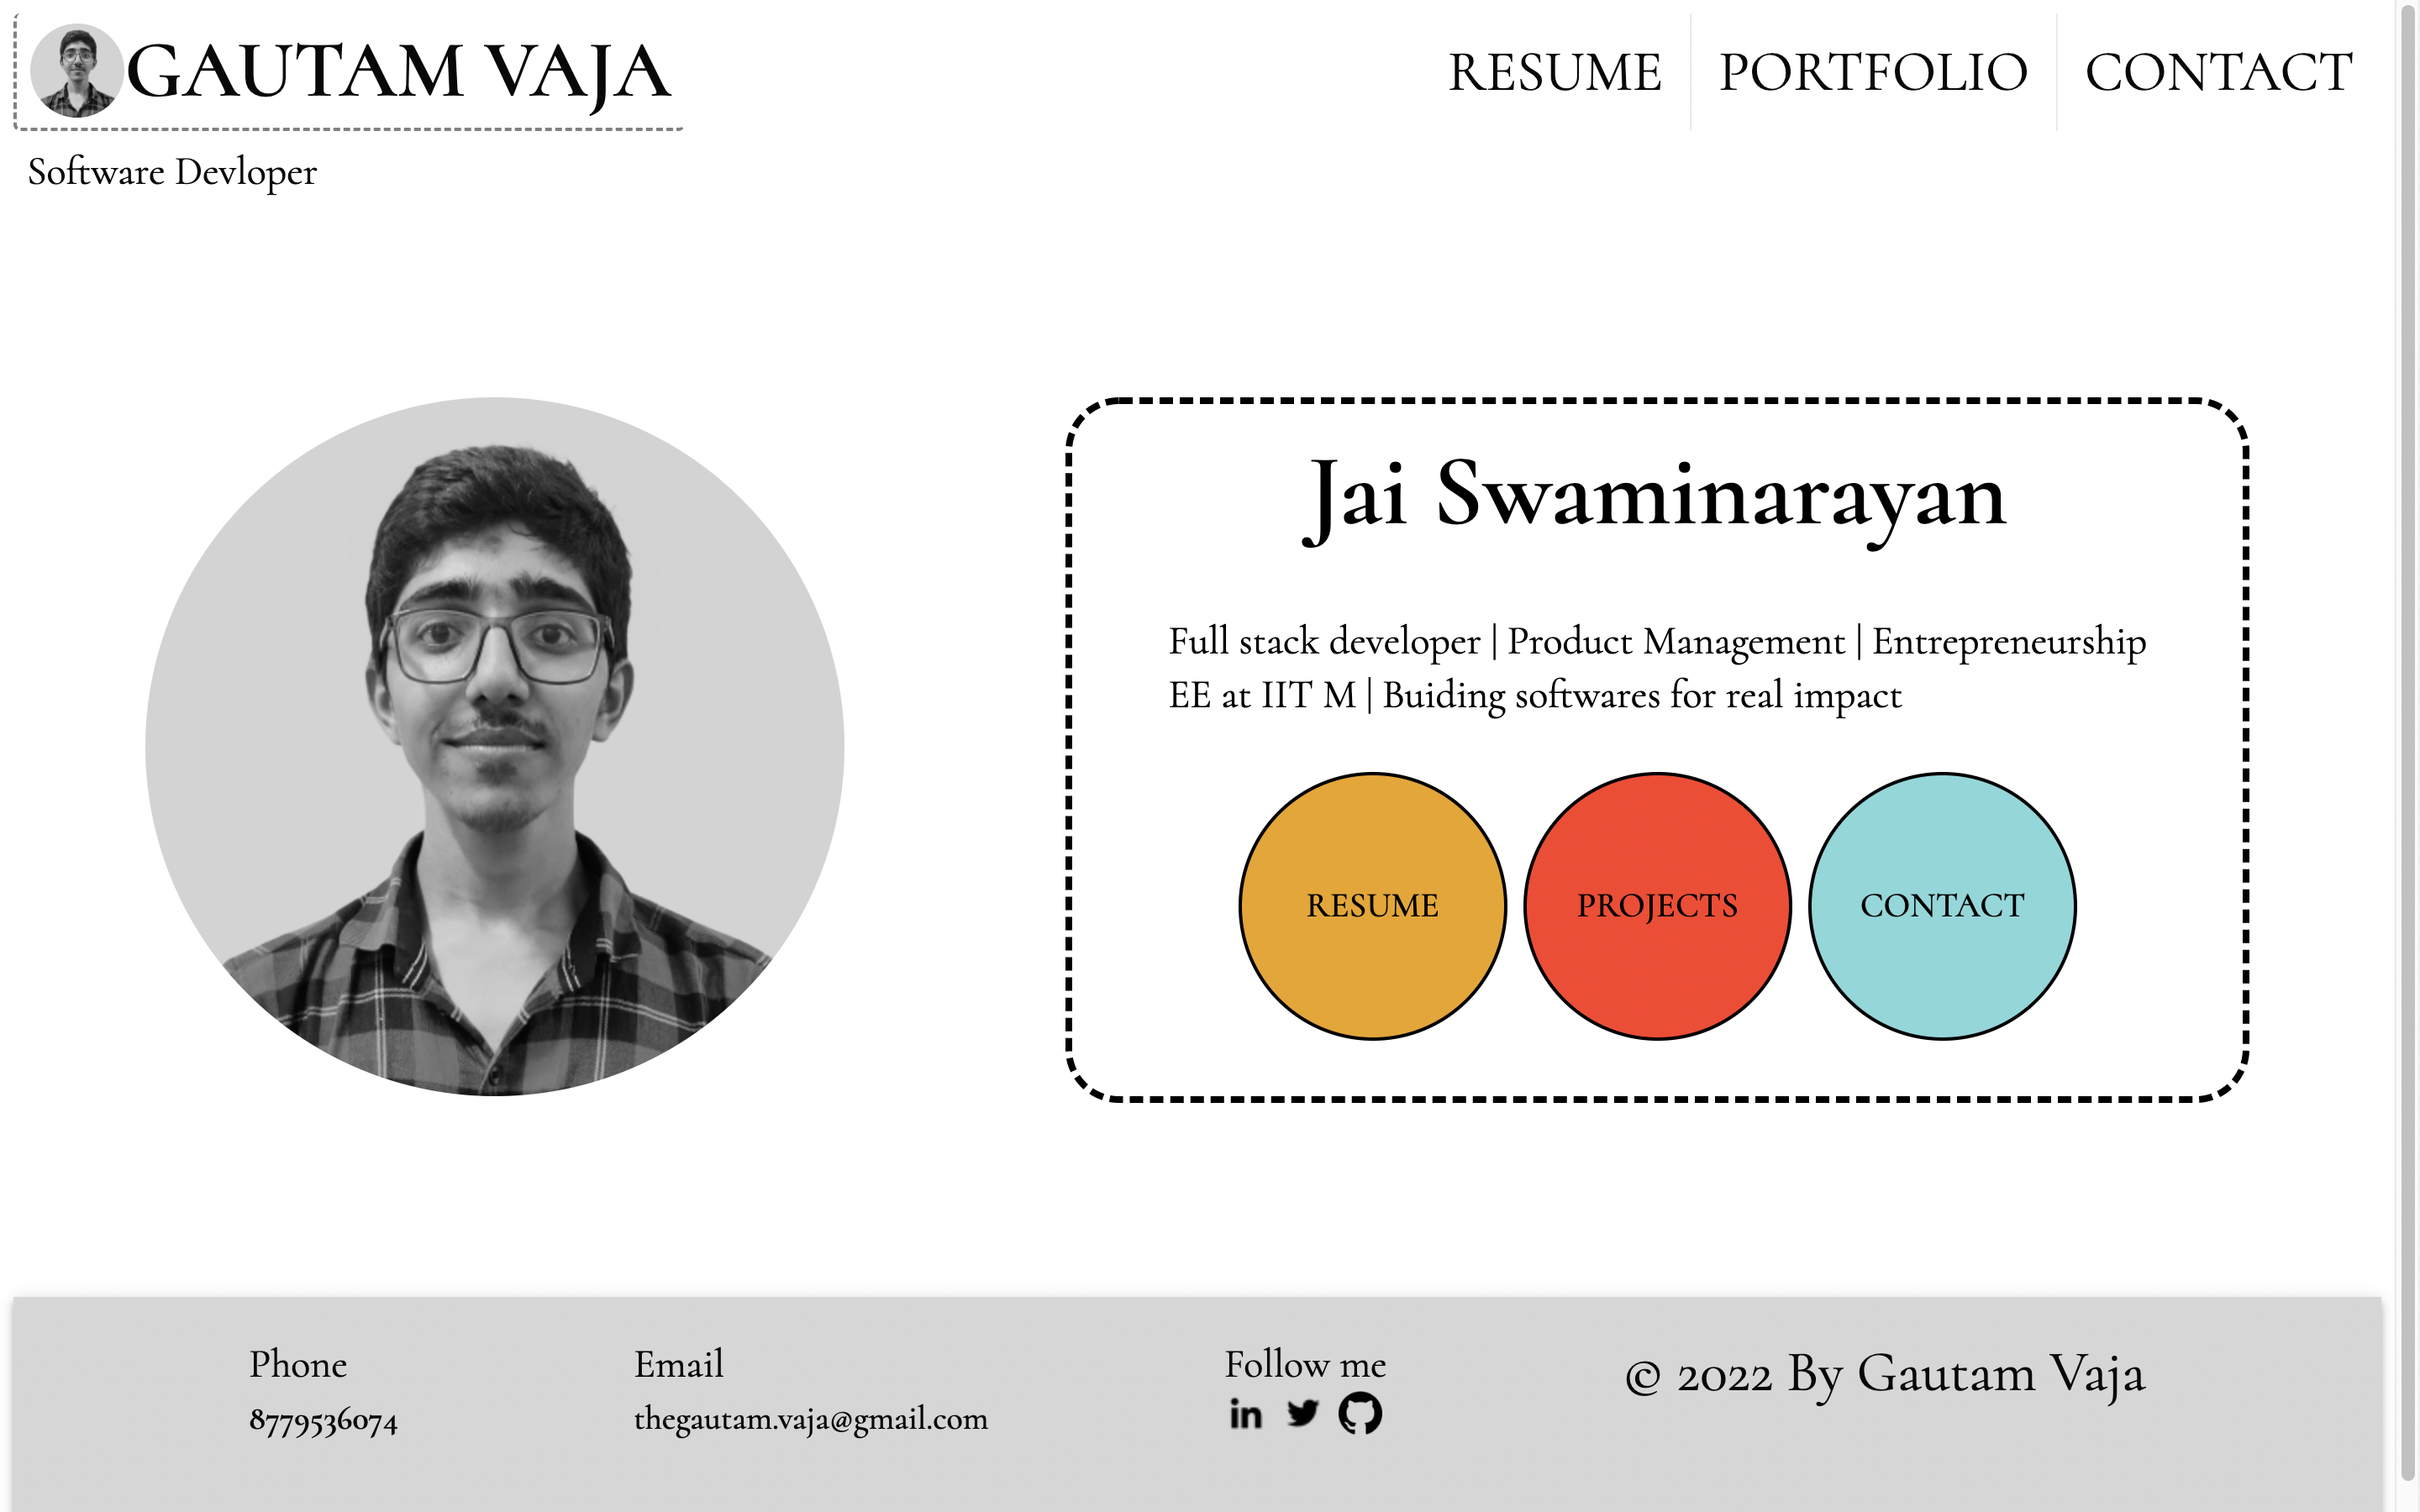 GAUTAM VAJA
RESUME
PORTFOLIO
CONTACT
Software Devloper
Jai Swaminarayan
Full stack developer | Product Management | Entrepreneurship
EE at IIT M | Buiding softwares for real impact
RESUME
PROJECTS
CONTACT
Phone
8779536074
Email
thegautam.vaja@gmail.com
Follow me
in
© 2022 By Gautam Vaja